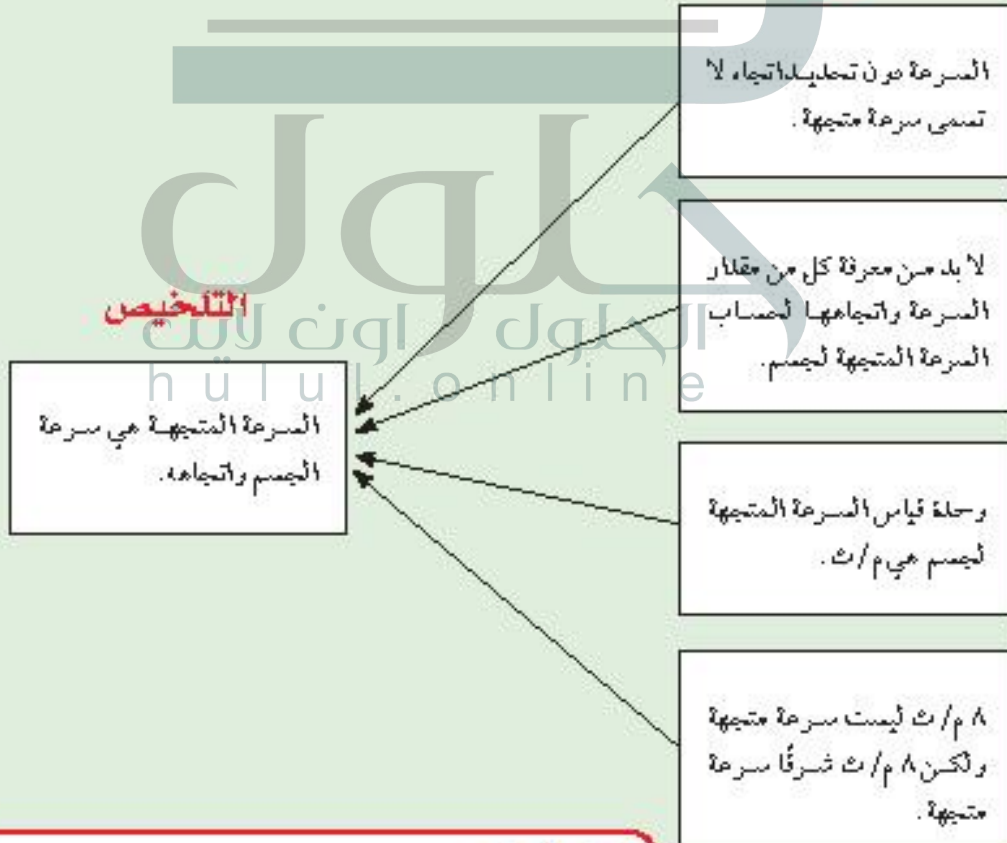 السرعة دون تحديد اتجاه لا
تسمى سرعة متجهة.
لا بد من معرفة كل من مقدار
السرعة واتجاهها لحساب
السرعة المتجهة لجسم.
وحدة قياس السرعة المتجهة
لجسم هي م/ث.
٨ م/ث ليست سرعة متجهة
ولكن ٨ م/ث شرقًا سرعة
متجهة.
التلخيص
السرعة المتجهة هي سرعة
الجسم واتجاهه.
حلول
الحلول اون لاين
hulul.online